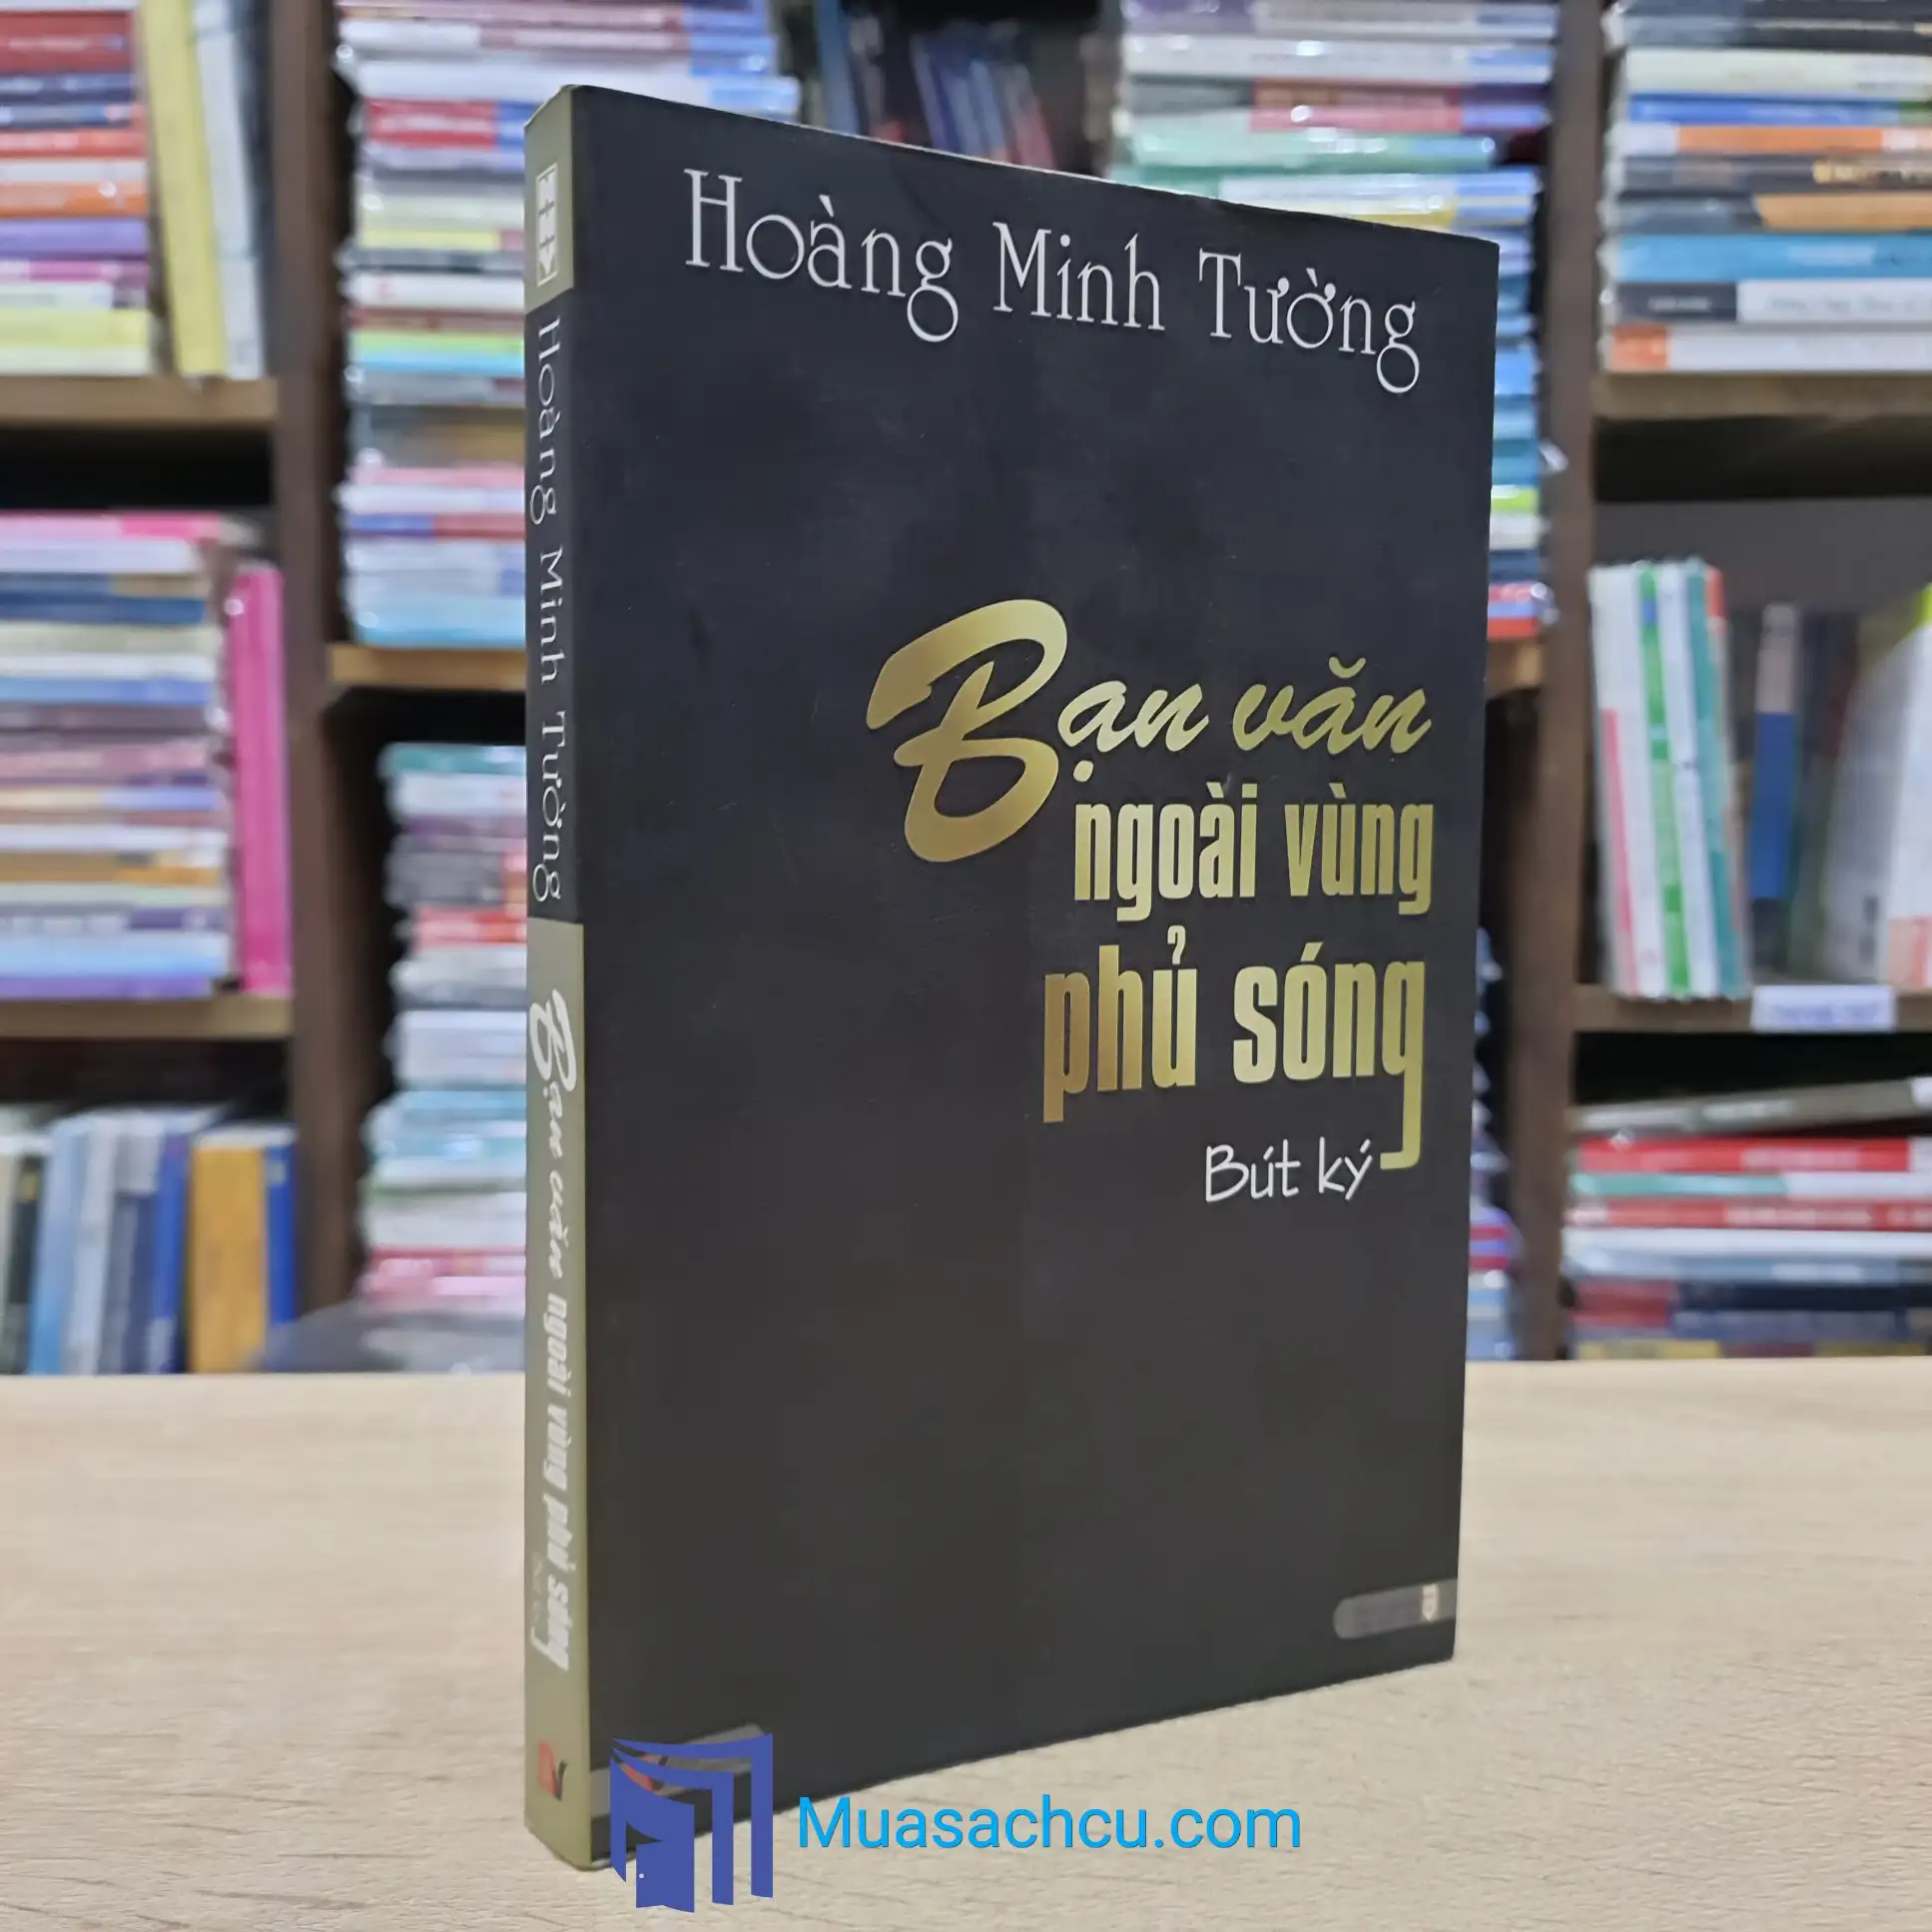 Hoàng Minh Tường
Bạn văn
ngoài vùng
phủ sóng
Bút ký
Hoàng Minh Tường
Bạn văn ngoài vùng phủ sóng
Muasachcu.com